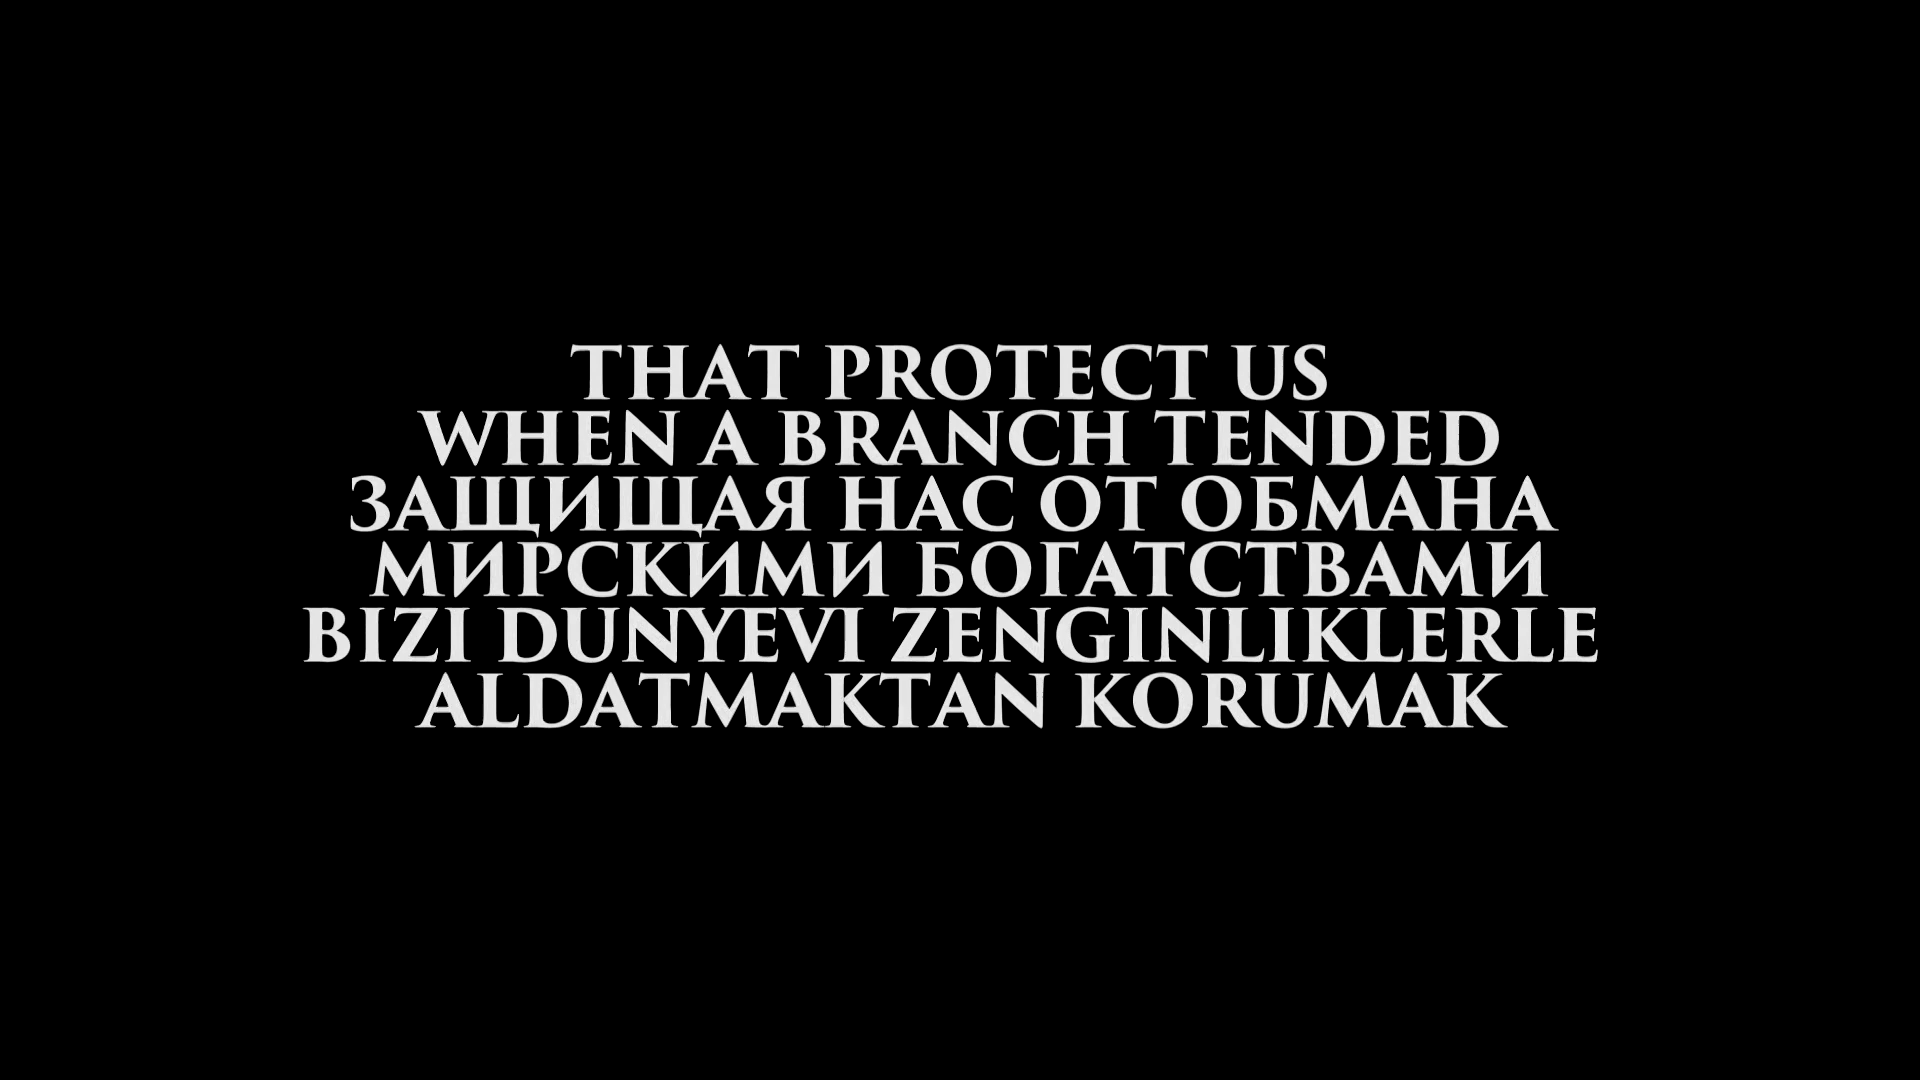 THAT PROTECT US
WHEN A BRANCH TENDED
ЗАЩИЩАЯ НАС ОТ ОБМАНА
МИРСКИМИ БОГАТСТВАМИ
BIZI DUNYEVI ZENGINLIKLERLE
ALDATMAKTAN KORUMAK